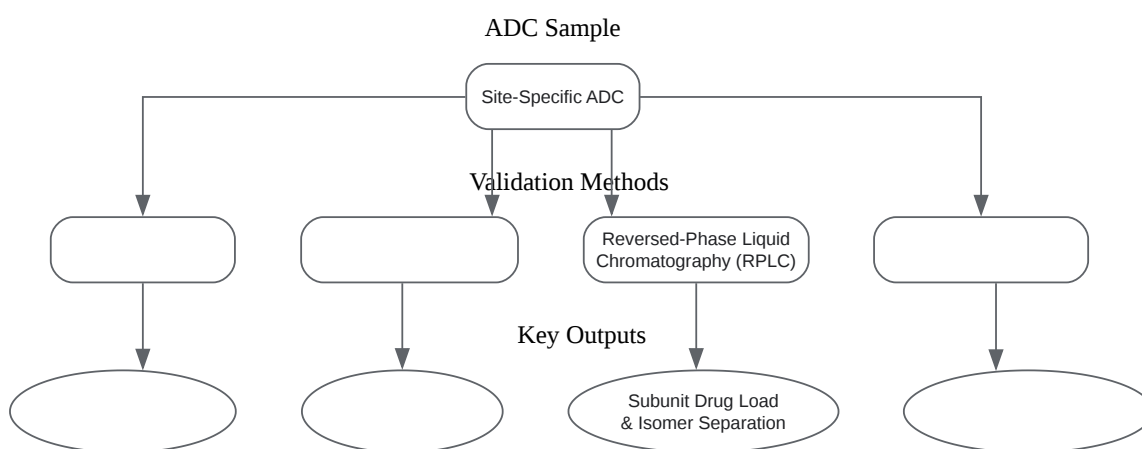 ADC Sample
Site-Specific ADC
Validation Methods
Reversed-Phase Liquid
Chromatography (RPLC)
Key Outputs
Subunit Drug Load
& Isomer Separation